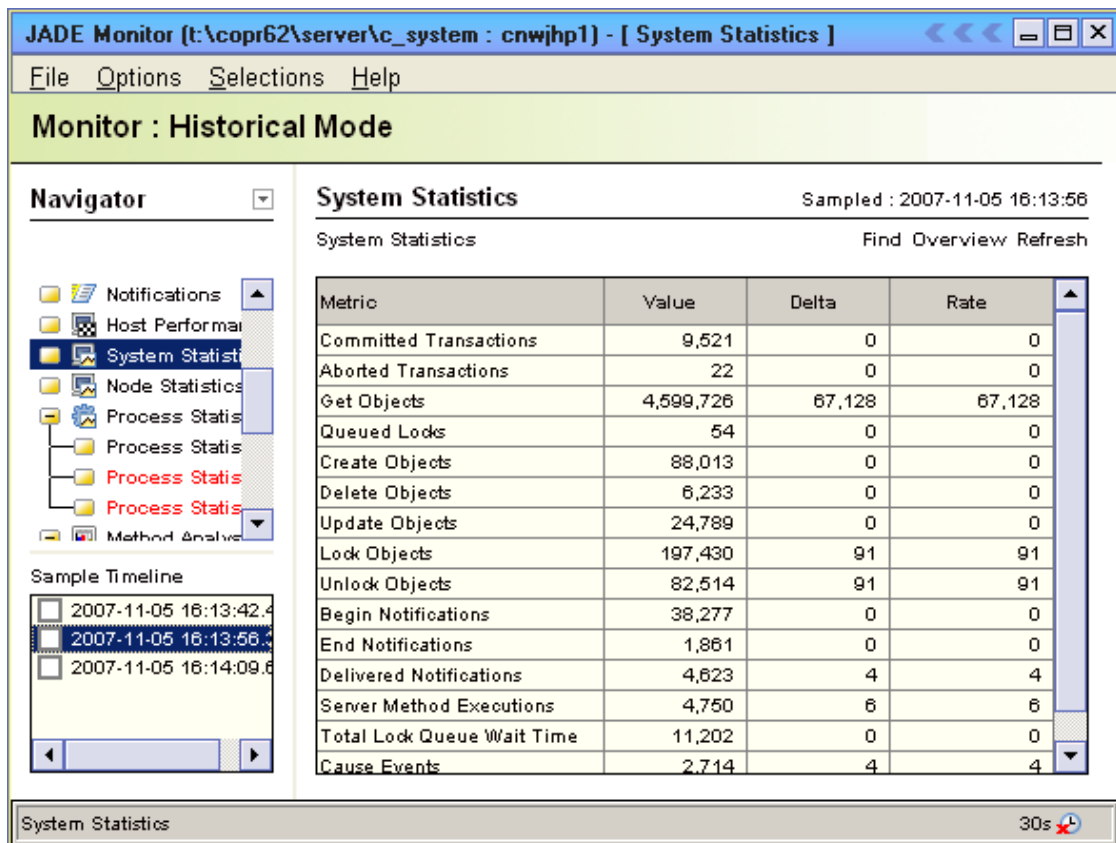 JADE Monitor (t:\copr62\server\c_system : cnwjhp1) - [ System Statistics ]
File Options Selections Help
Monitor : Historical Mode
Navigator
Notifications
Host Performan
System Statisti
Node Statistics
Process Statis
Process Statis
Process Statis
Process Statis
Method Analys
Sample Timeline
2007-11-05 16:13:42.4
2007-11-05 16:13:56.
2007-11-05 16:14:09.6
System Statistics
Sampled : 2007-11-05 16:13:56
System Statistics
Find Overview Refresh
Metric Value Delta Rate
Committed Transactions 9,521 0 0
Aborted Transactions 22 0 0
Get Objects 4,599,726 67,128 67,128
Queued Locks 54 0 0
Create Objects 88,013 0 0
Delete Objects 6,233 0 0
Update Objects 24,789 0 0
Lock Objects 197,430 91 91
Unlock Objects 82,514 91 91
Begin Notifications 38,277 0 0
End Notifications 1,861 0 0
Delivered Notifications 4,623 4 4
Server Method Executions 4,750 6 6
Total Lock Queue Wait Time 11,202 0 0
Cause Events 2,714 4 4
System Statistics
30s